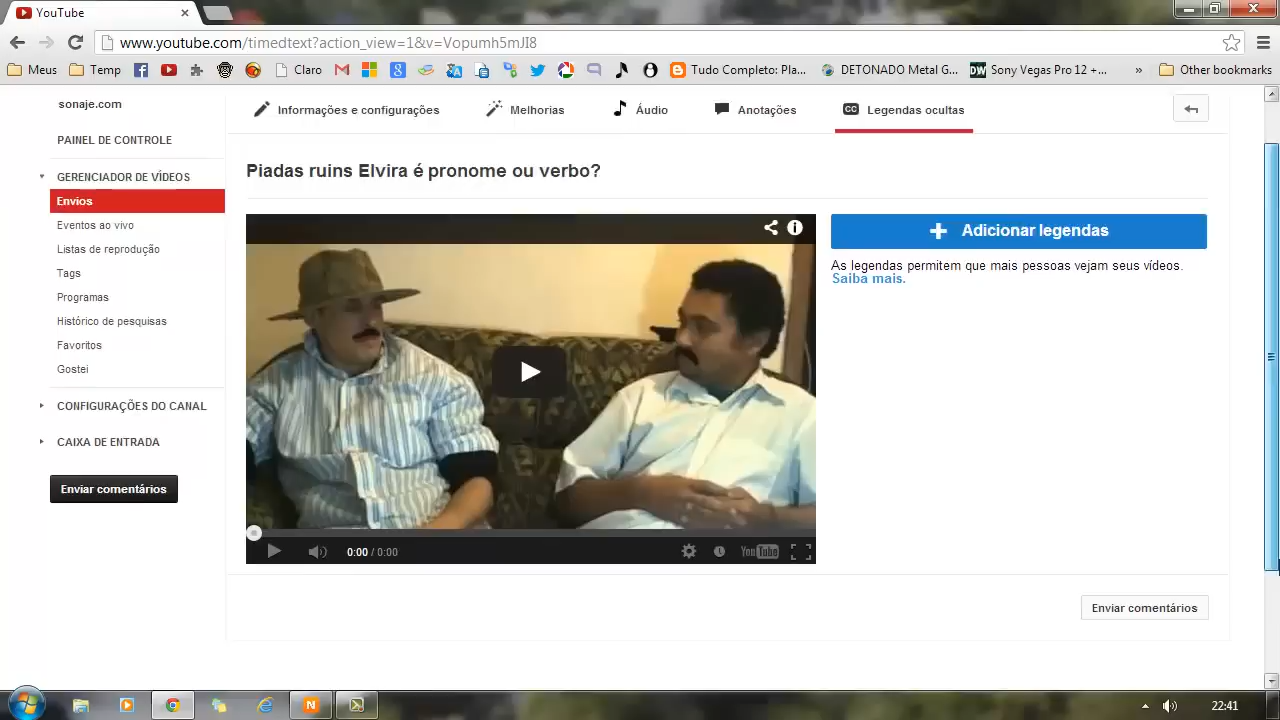 YouTube
www.youtube.com/timedtext?action_view=1&v=Vopumh5mJI8
Meus Temp Claro Tudo Completo: Pla... DETONADO Metal G... Sony Vegas Pro 12 +... » Other bookmarks
sonaje.com
Informações e configurações Melhorias Áudio Anotações CC Legendas ocultas
PAINEL DE CONTROLE
GERENCIADOR DE VÍDEOS
Envios
Eventos ao vivo
Listas de reprodução
Tags
Programas
Histórico de pesquisas
Favoritos
Gostei
CONFIGURAÇÕES DO CANAL
CAIXA DE ENTRADA
Enviar comentários
Piadas ruins Elvira é pronome ou verbo?
+ Adicionar legendas
As legendas permitem que mais pessoas vejam seus vídeos.
Saiba mais.
0:00 / 0:00 YouTube
Enviar comentários
22:41